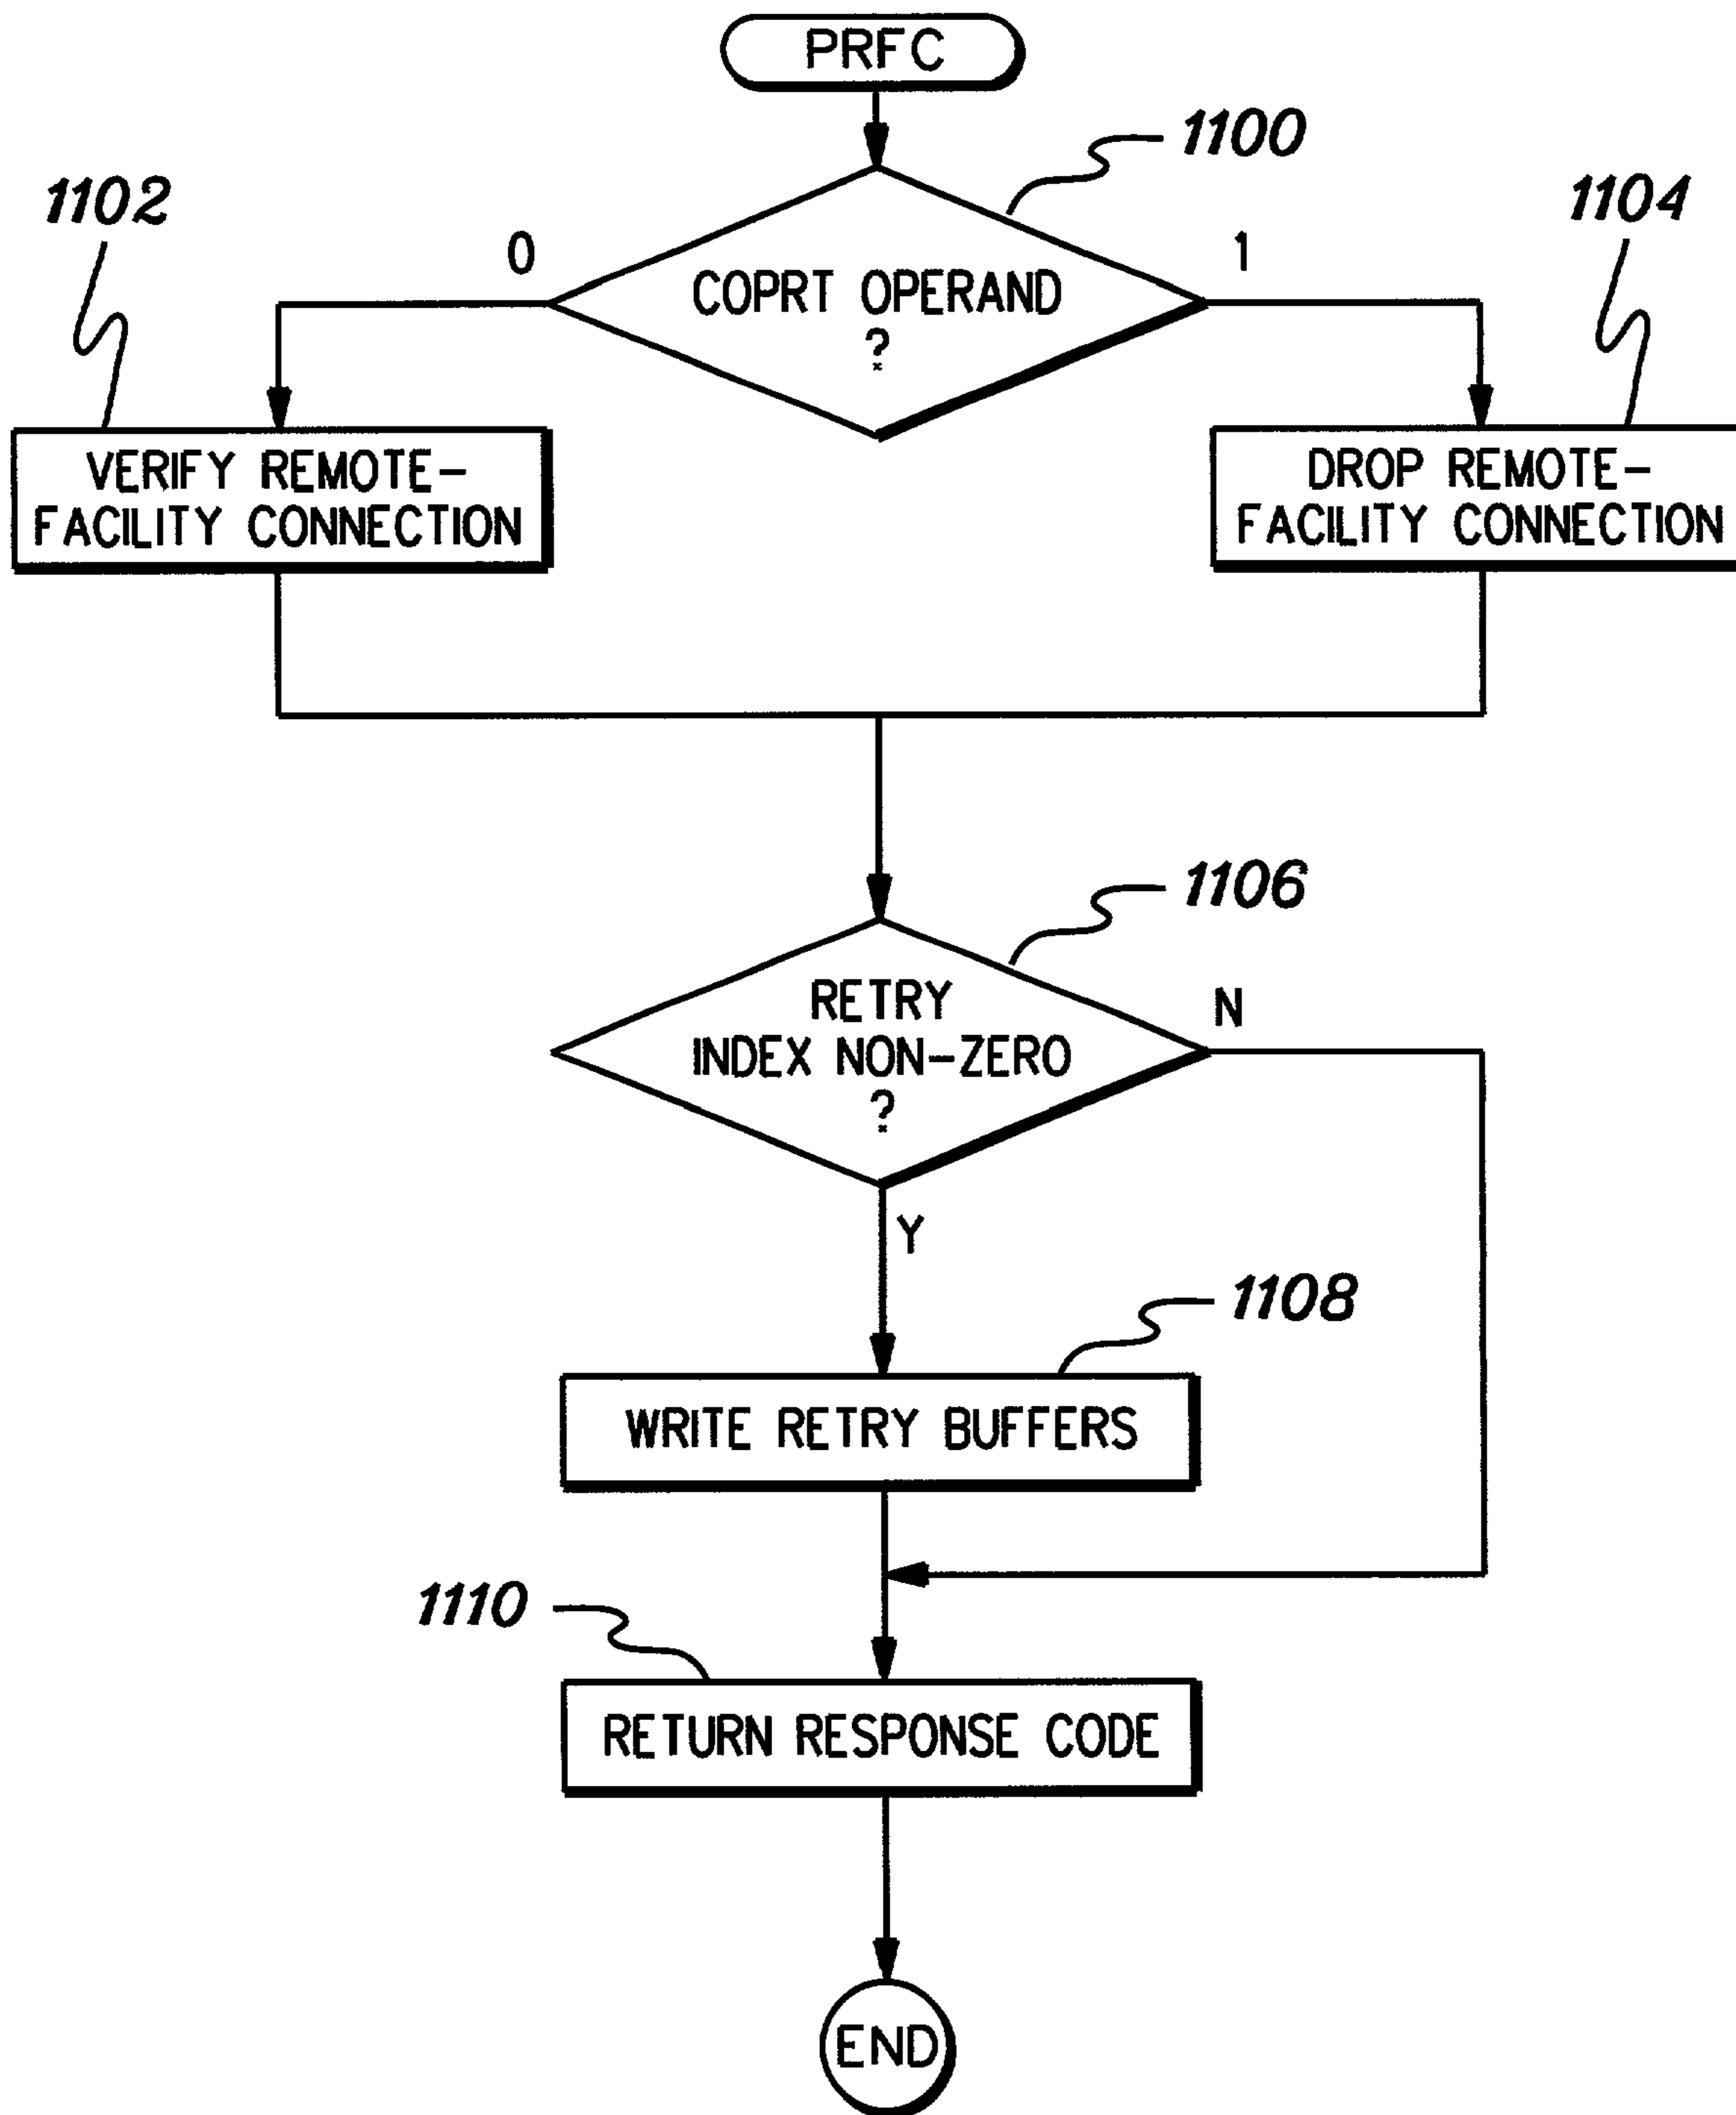 PRFC
1100
1102
1104
0
1
COPRT OPERAND
?
VERIFY REMOTE-
FACILITY CONNECTION
DROP REMOTE-
FACILITY CONNECTION
1106
RETRY
INDEX NON-ZERO
?
N
Y
1108
WRITE RETRY BUFFERS
1110
RETURN RESPONSE CODE
END